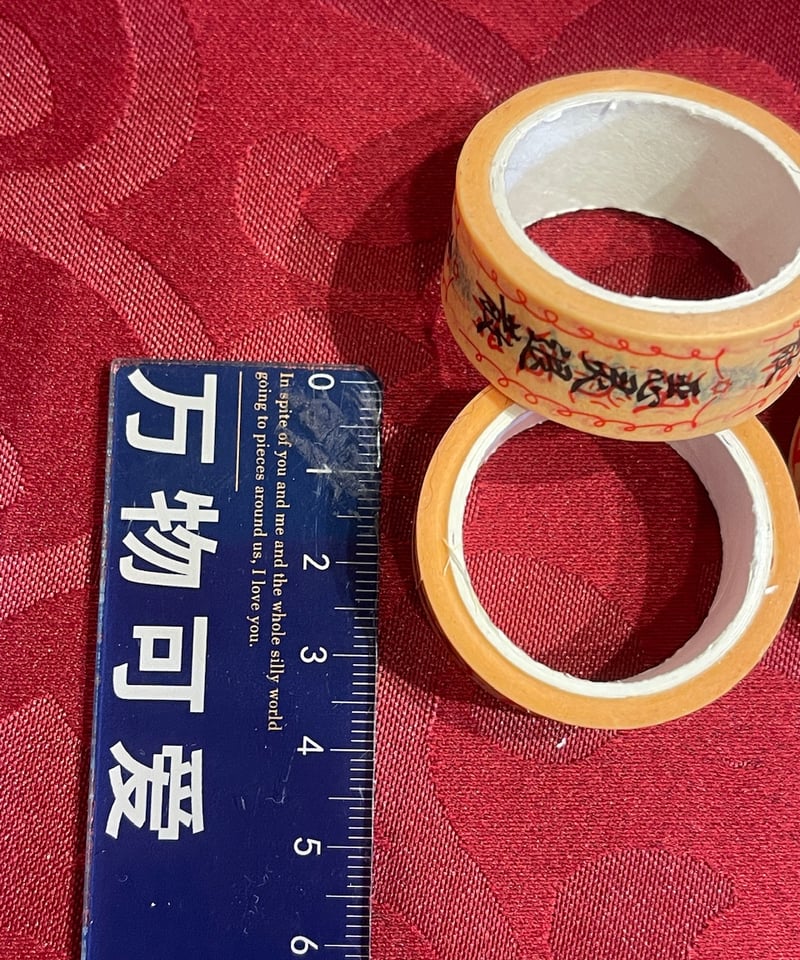 万物可爱
In spite of you and me and the whole silly world
going to pieces around us, I love you.
0
1
2
3
4
5
6